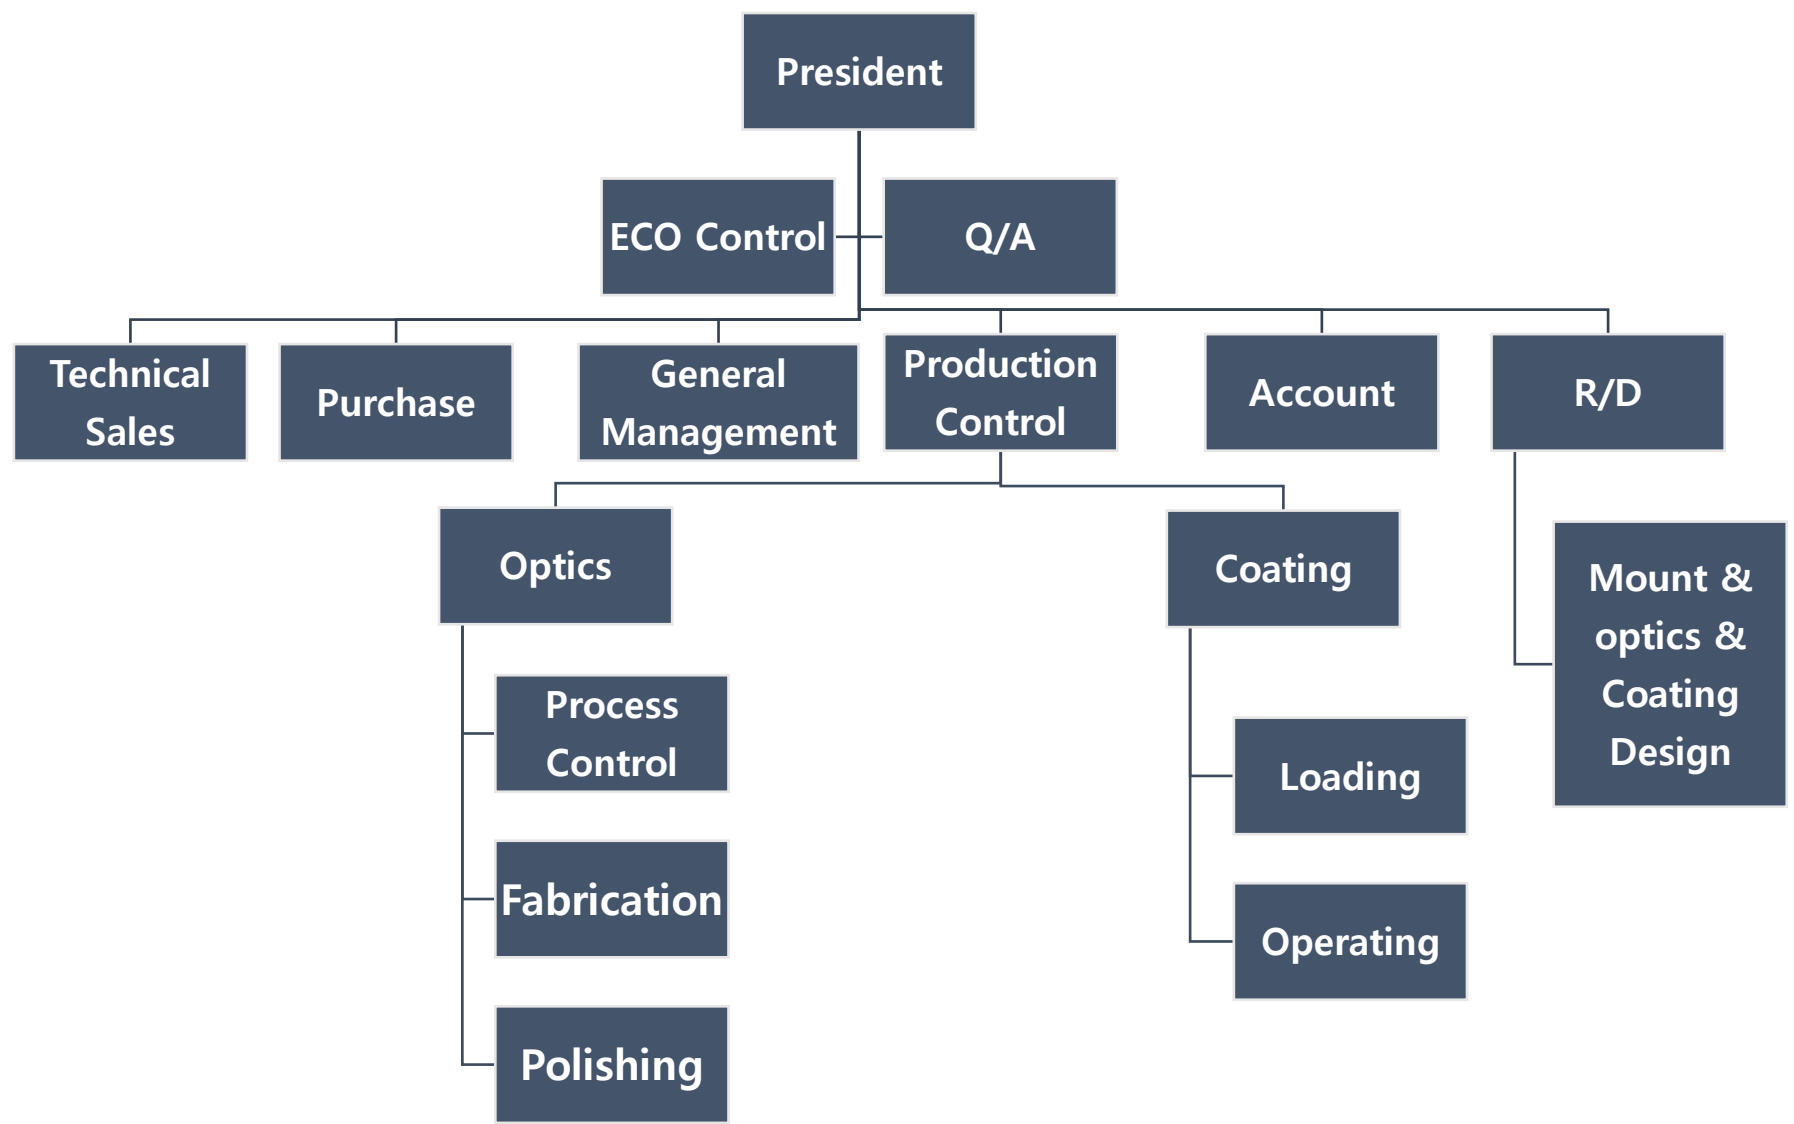 President
ECO Control
Q/A
Technical
Sales
Purchase
General
Management
Production
Control
Account
R/D
Optics
Coating
Mount &
optics &
Coating
Design
Process
Control
Loading
Fabrication
Operating
Polishing